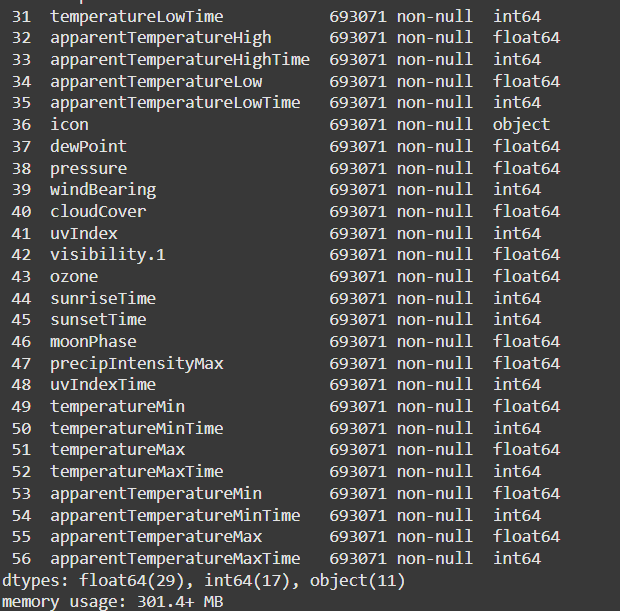 31 temperatureLowTime 693071 non-null int64
32 apparentTemperatureHigh 693071 non-null float64
33 apparentTemperatureHighTime 693071 non-null int64
34 apparentTemperatureLow 693071 non-null float64
35 apparentTemperatureLowTime 693071 non-null int64
36 icon 693071 non-null object
37 dewPoint 693071 non-null float64
38 pressure 693071 non-null float64
39 windBearing 693071 non-null int64
40 cloudCover 693071 non-null float64
41 uvIndex 693071 non-null int64
42 visibility.1 693071 non-null float64
43 ozone 693071 non-null float64
44 sunriseTime 693071 non-null int64
45 sunsetTime 693071 non-null int64
46 moonPhase 693071 non-null float64
47 precipIntensityMax 693071 non-null float64
48 uvIndexTime 693071 non-null int64
49 temperatureMin 693071 non-null float64
50 temperatureMinTime 693071 non-null int64
51 temperatureMax 693071 non-null float64
52 temperatureMaxTime 693071 non-null int64
53 apparentTemperatureMin 693071 non-null float64
54 apparentTemperatureMinTime 693071 non-null int64
55 apparentTemperatureMax 693071 non-null float64
56 apparentTemperatureMaxTime 693071 non-null int64
dtypes: float64(29), int64(17), object(11)
memory usage: 301.4+ MB